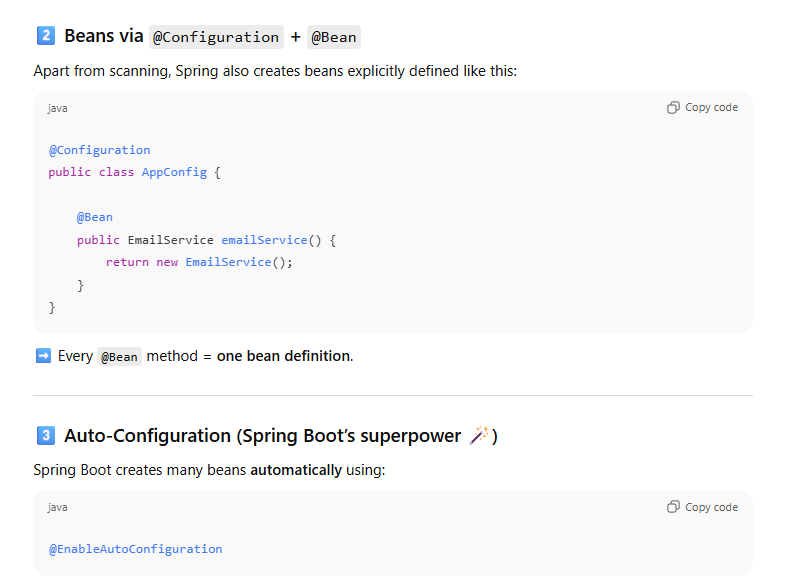 2️⃣ Beans via @Configuration + @Bean
Apart from scanning, Spring also creates beans explicitly defined like this:
java
Copy code
@Configuration
public class AppConfig {
    @Bean
    public EmailService emailService() {
        return new EmailService();
    }
}
➡️ Every @Bean method = one bean definition.
3️⃣ Auto-Configuration (Spring Boot’s superpower 🪄)
Spring Boot creates many beans automatically using:
java
Copy code
@EnableAutoConfiguration